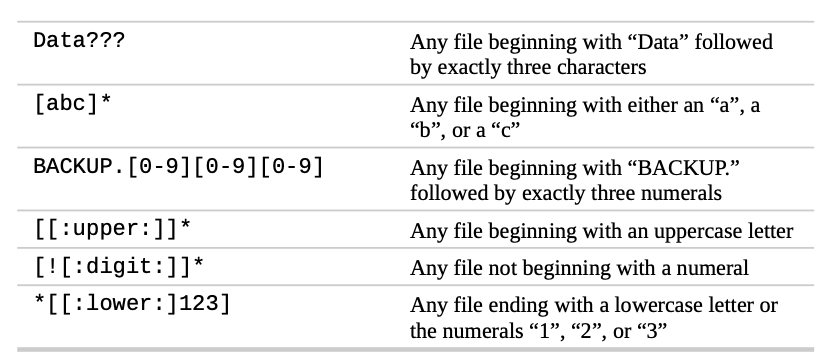 Data??? Any file beginning with “Data” followed
by exactly three characters
[abc]* Any file beginning with either an “a”, a
“b”, or a “c”
BACKUP.[0-9][0-9][0-9] Any file beginning with “BACKUP.”
followed by exactly three numerals
[[:upper:]]* Any file beginning with an uppercase letter
[![:digit:]]* Any file not beginning with a numeral
*[[:lower:]123] Any file ending with a lowercase letter or
the numerals “1”, “2”, or “3”